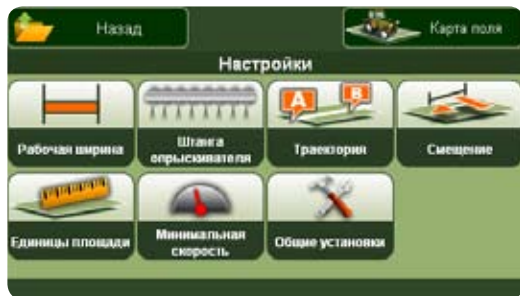 Назад
Карта поля
Настройки
Рабочая ширина
Штанга
опрыскивателя
A
B
Траектория
Смещение
Единицы площади
Минимальная
скорость
Общие установки